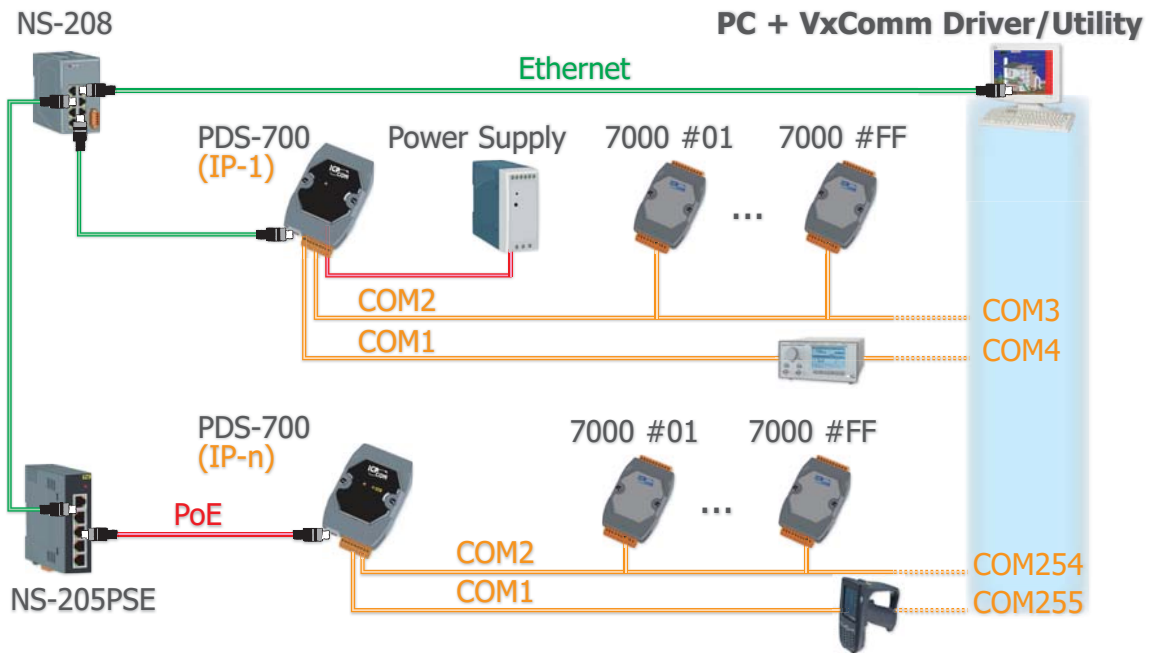 NS-208
PC + VxComm Driver/Utility
Ethernet
PDS-700
(IP-1)
Power Supply
7000 #01
7000 #FF
...
COM2
COM3
COM1
COM4
PDS-700
(IP-n)
7000 #01
7000 #FF
...
PoE
COM2
COM254
COM1
COM255
NS-205PSE